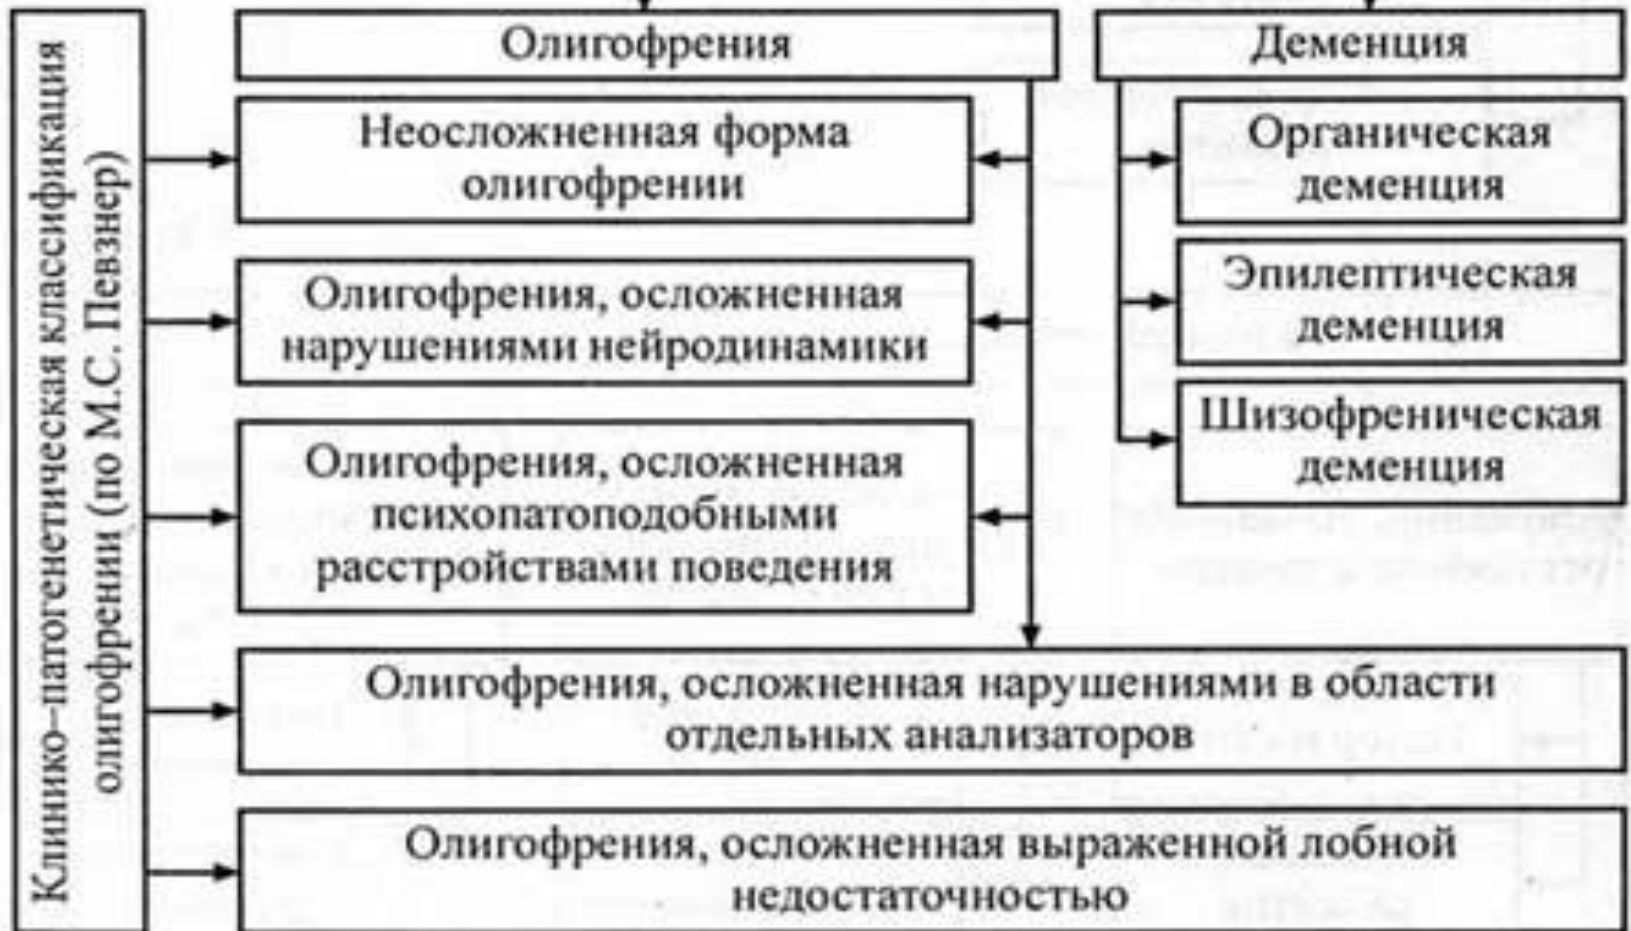 Клинико–патогенетическая классификация
олигофрении (по М.С. Певзнер)
Олигофрения
Неосложненная форма
олигофрении
Олигофрения, осложненная
нарушениями нейродинамики
Олигофрения, осложненная
психопатоподобными
расстройствами поведения
Олигофрения, осложненная нарушениями в области
отдельных анализаторов
Олигофрения, осложненная выраженной лобной
недостаточностью
Деменция
Органическая
деменция
Эпилептическая
деменция
Шизофреническая
деменция